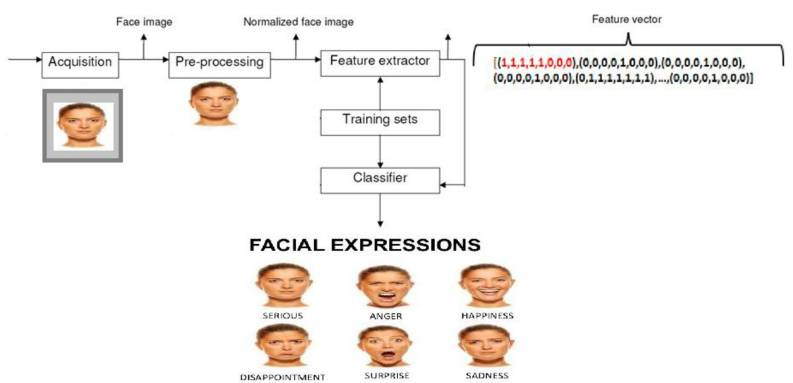 Face image
Normalized face image
Feature vector
Acquisition
Pre-processing
Feature extractor
[(1,1,1,1,1,0,0,0),(0,0,0,0,1,0,0,0),(0,0,0,0,1,0,0,0),
(0,0,0,0,1,0,0,0),(0,1,1,1,1,1,1,1),...,(0,0,0,0,1,0,0,0)]
Training sets
Classifier
FACIAL EXPRESSIONS
SERIOUS
ANGER
HAPPINESS
DISAPPOINTMENT
SURPRISE
SADNESS